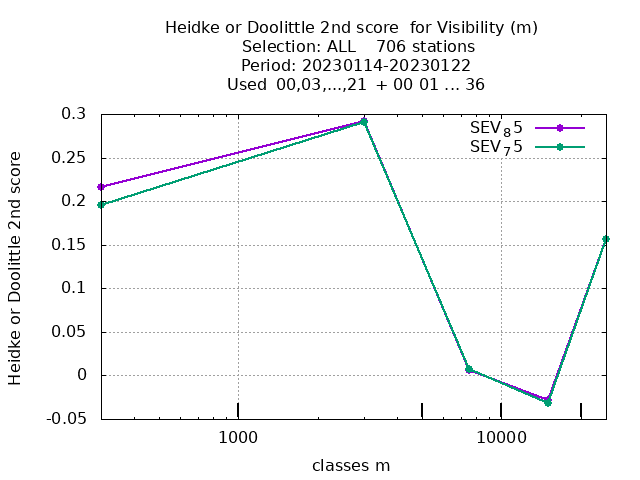 Heidke or Doolittle 2nd score  for Visibility (m)
Selection: ALL    706 stations
Period: 20230114-20230122
Used  00,03,...,21  + 00 01 ... 36
Heidke or Doolittle 2nd score
0.3
0.25
0.2
0.15
0.1
0.05
0
-0.05
SEV₈5
SEV₇5
1000
10000
classes m